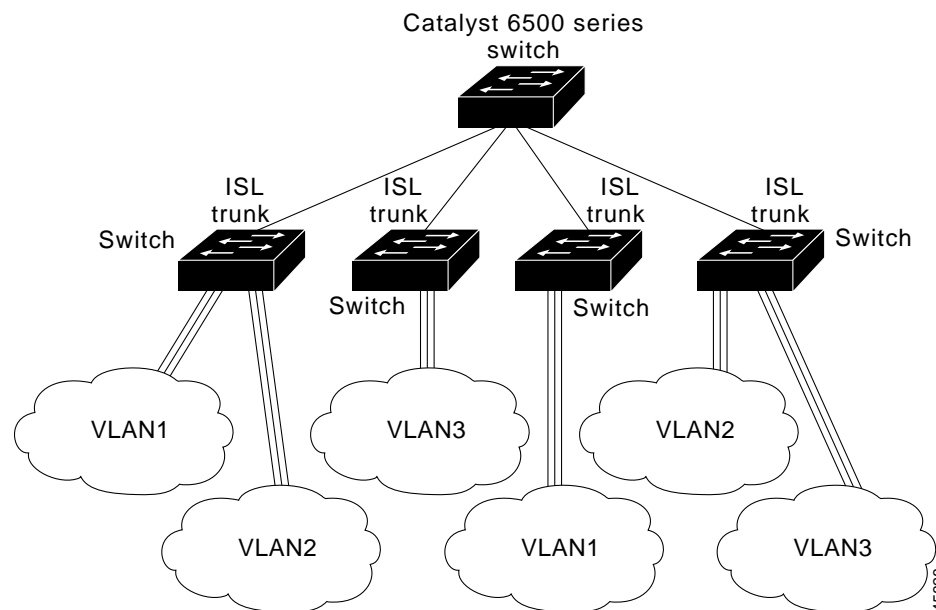 Catalyst 6500 series
switch
ISL
trunk
ISL
trunk
ISL
trunk
ISL
trunk
Switch
Switch
Switch
Switch
VLAN1
VLAN3
VLAN2
VLAN2
VLAN1
VLAN3